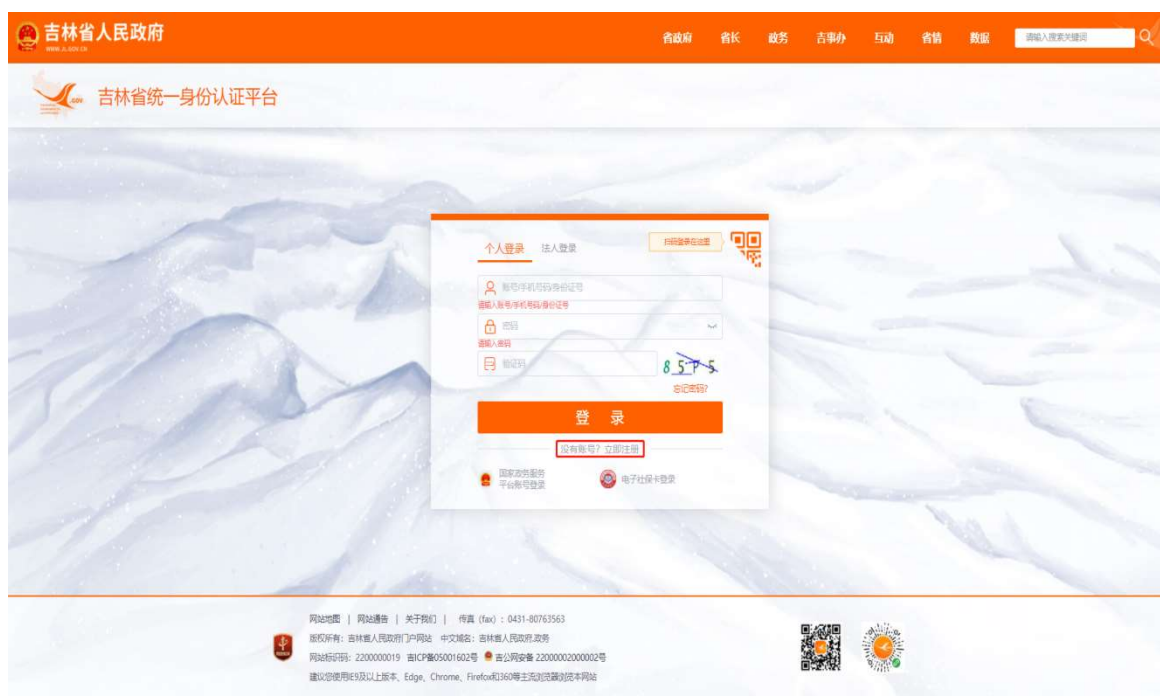 吉林省人民政府
WWW.JL.GOV.CN
省政府 省长 政务 吉事办 互动 省情 数据 请输入搜索关键词
.GOV 吉林省统一身份认证平台
个人登录 法人登录 扫码登录在这里
账号/手机号码/身份证号
请输入账号/手机号码/身份证号
密码
请输入密码
验证码 8 5 P 5
忘记密码?
登 录
没有账号? 立即注册
国家政务服务
平台账号登录
电子社保卡登录
网站地图 | 网站通告 | 关于我们 | 传真 (fax) : 0431-80763563
版权所有: 吉林省人民政府门户网站 中文域名: 吉林省人民政府.政务
网站标识码: 2200000019 吉ICP备05001602号 吉公网安备 22000002000002号
建议您使用IE9及以上版本、Edge、Chrome、Firefox和360等主流浏览器浏览本网站